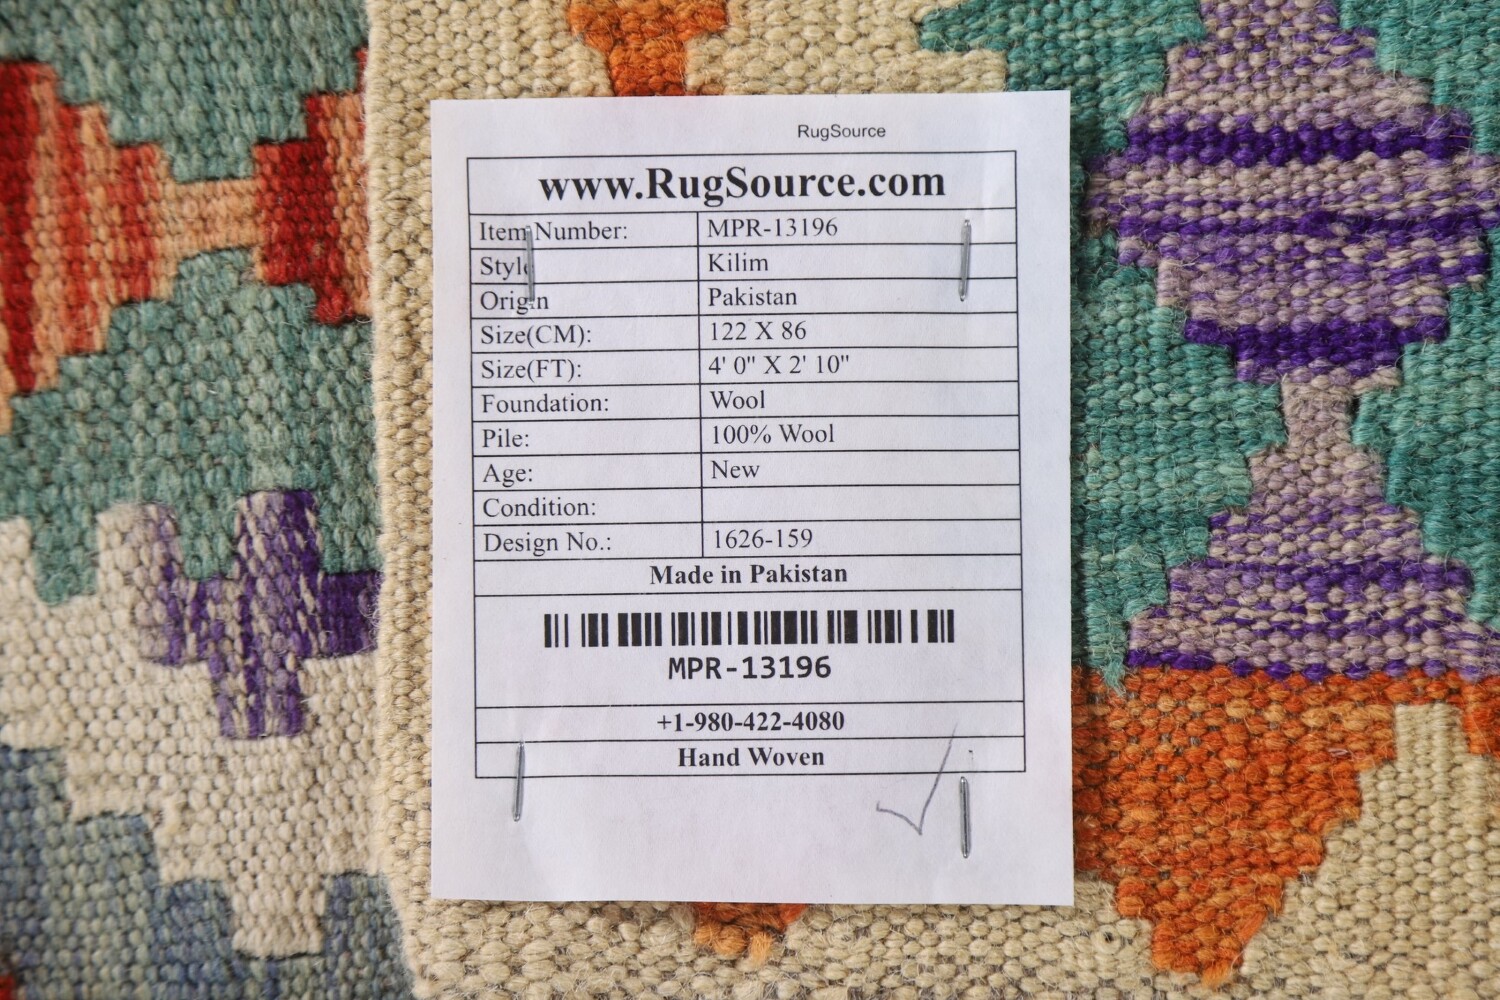 RugSource
www.RugSource.com
Item Number: MPR-13196
Style Kilim
Origin Pakistan
Size(CM): 122 X 86
Size(FT): 4' 0" X 2' 10"
Foundation: Wool
Pile: 100% Wool
Age: New
Condition:
Design No.: 1626-159
Made in Pakistan
MPR-13196
+1-980-422-4080
Hand Woven